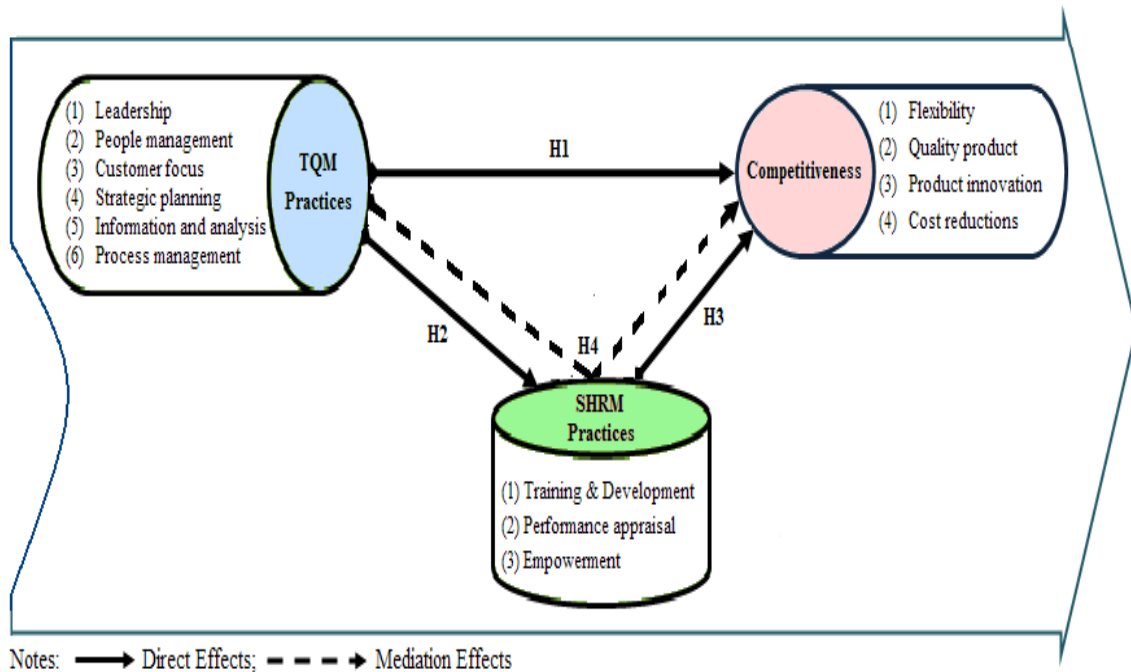 (1) Leadership
(2) People management
(3) Customer focus
(4) Strategic planning
(5) Information and analysis
(6) Process management
TQM
Practices
H1
Competitiveness
(1) Flexibility
(2) Quality product
(3) Product innovation
(4) Cost reductions
H2
H4
H3
SHRM
Practices
(1) Training & Development
(2) Performance appraisal
(3) Empowerment
Notes: Direct Effects; Mediation Effects